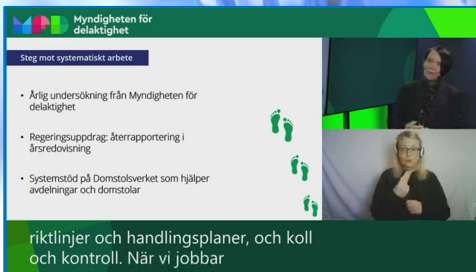 MFD
Myndigheten för
delaktighet
Steg mot systematiskt arbete
• Årlig undersökning från Myndigheten för
delaktighet
• Regeringsuppdrag: återrapportering i
årsredovisning
• Systemstöd på Domstolsverket som hjälper
avdelningar och domstolar
riktlinjer och handlingsplaner, och koll
och kontroll. När vi jobbar